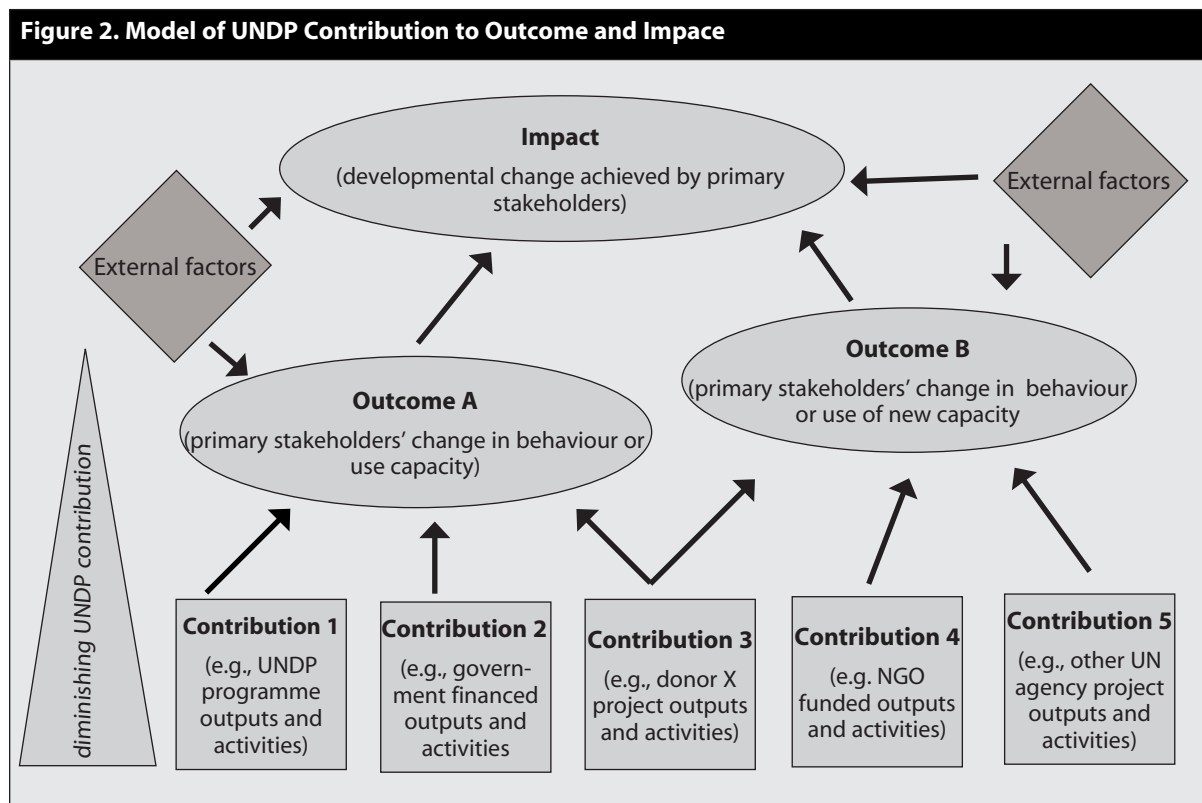 Figure 2. Model of UNDP Contribution to Outcome and Impace
Impact
(developmental change achieved by primary
stakeholders)
External factors
External factors
Outcome B
(primary stakeholders' change in  behaviour
or use of new capacity
Outcome A
(primary stakeholders' change in behaviour or
use capacity)
diminishing UNDP contribution
Contribution 1
(e.g., UNDP
programme
outputs and
activities)
Contribution 2
(e.g., govern-
ment financed
outputs and
activities
Contribution 3
(e.g., donor X
project outputs
and activities)
Contribution 4
(e.g. NGO
funded outputs
and activities)
Contribution 5
(e.g., other UN
agency project
outputs and
activities)